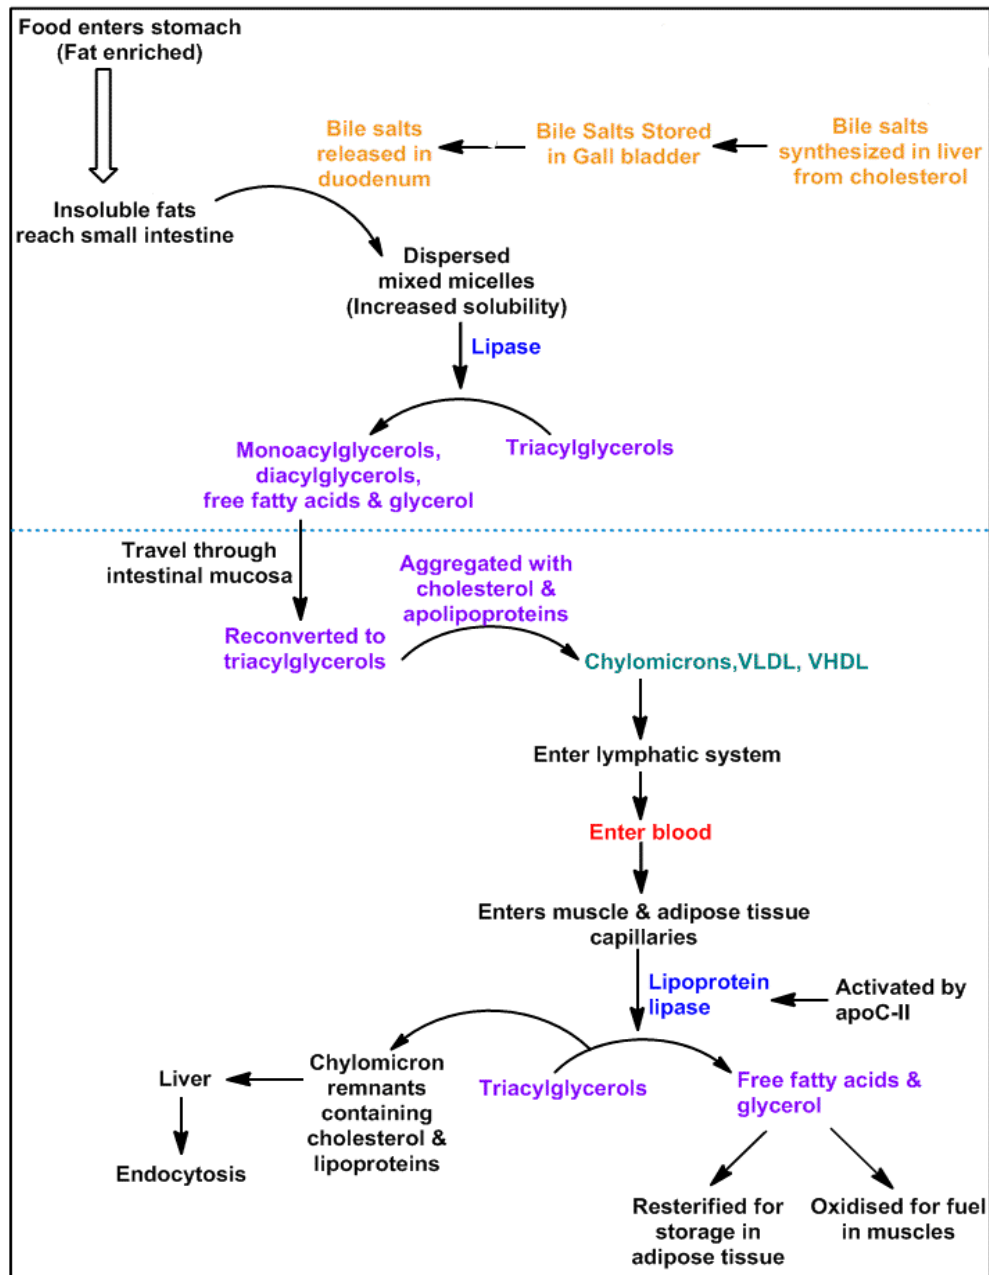 Food enters stomach
(Fat enriched)
Bile salts
released in
duodenum
Bile Salts Stored
in Gall bladder
Bile salts
synthesized in liver
from cholesterol
Insoluble fats
reach small intestine
Dispersed
mixed micelles
(Increased solubility)
Lipase
Monoacylglycerols,
diacylglycerols,
free fatty acids & glycerol
Triacylglycerols
Travel through
intestinal mucosa
Aggregated with
cholesterol &
apolipoproteins
Reconverted to
triacylglycerols
Chylomicrons,VLDL, VHDL
Enter lymphatic system
Enter blood
Enters muscle & adipose tissue
capillaries
Lipoprotein
lipase
Activated by
apoC-II
Liver
Chylomicron
remnants
containing
cholesterol &
lipoproteins
Triacylglycerols
Free fatty acids &
glycerol
Endocytosis
Resterified for
storage in
adipose tissue
Oxidised for fuel
in muscles